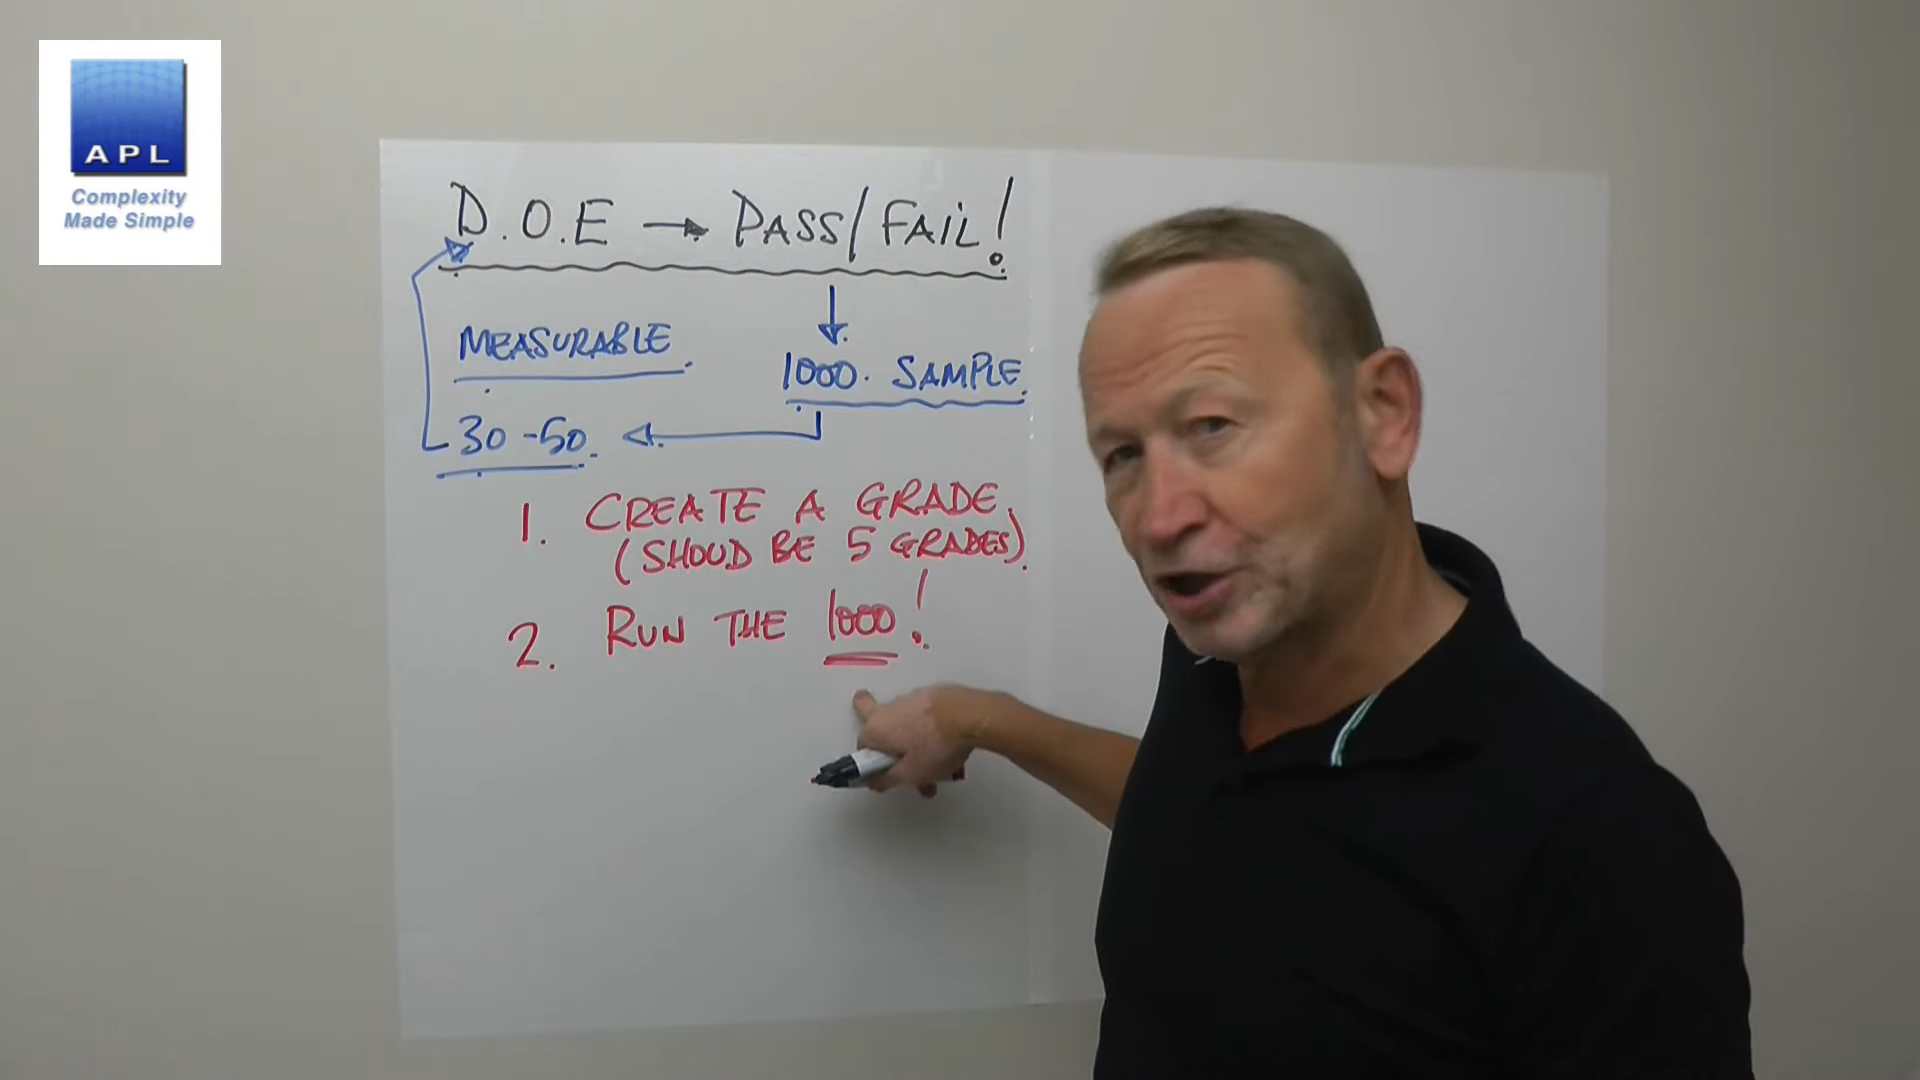 APL
Complexity
Made Simple
D.O.E → PASS/FAIL!
MEASURABLE
1000. SAMPLE
30-50.
1. CREATE A GRADE.
(SHOUD BE 5 GRADES).
2. RUN THE 1000!